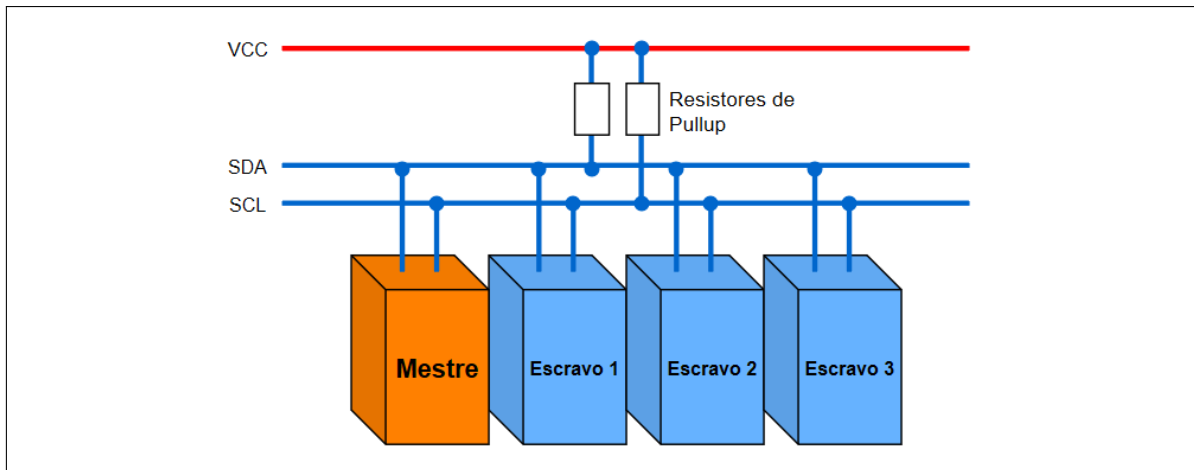 VCC
Resistores de
Pullup
SDA
SCL
Mestre
Escravo 1
Escravo 2
Escravo 3